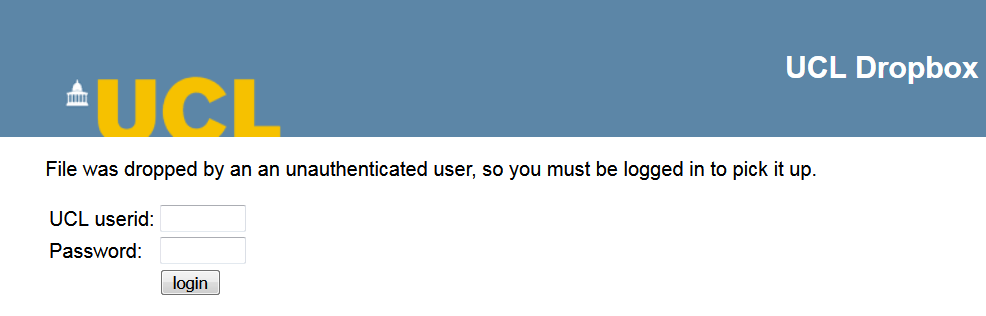 UCL Dropbox
UCL
File was dropped by an an unauthenticated user, so you must be logged in to pick it up.
UCL userid:
Password:
login